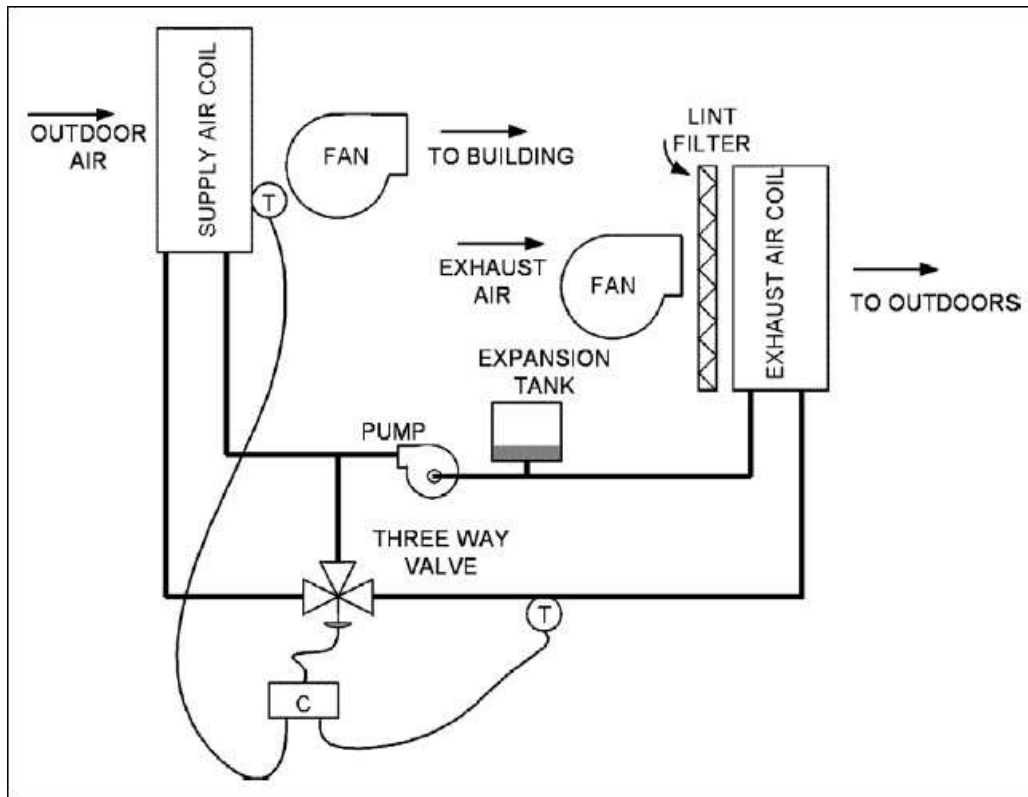 SUPPLY AIR COIL
OUTDOOR
AIR
FAN
TO BUILDING
T
LINT
FILTER
EXHAUST
AIR
FAN
EXHAUST AIR COIL
TO OUTDOORS
EXPANSION
TANK
PUMP
THREE WAY
VALVE
T
C